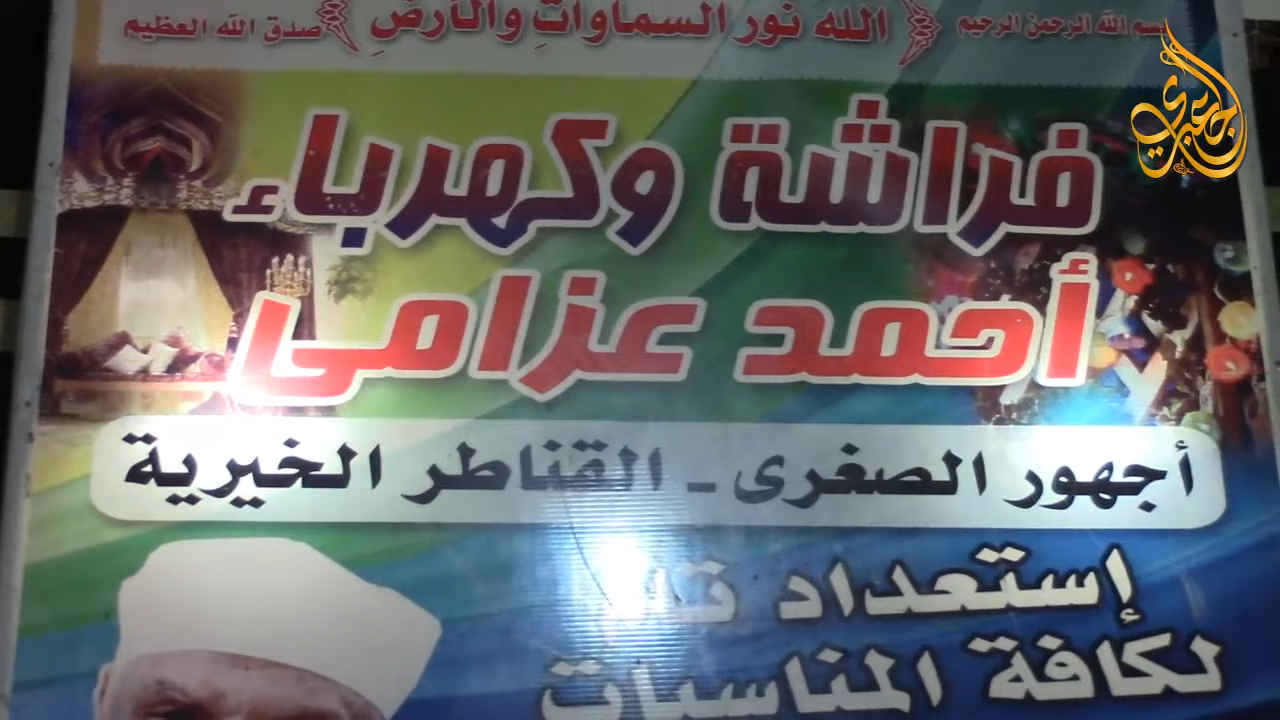 بسم الله الرحمن الرحيم
الله نور السماواتِ والأرضِ
صدق الله العظيم
فراشة وكهرباء
أحمد عزامى
أجهور الصغرى - القناطر الخيرية
إستعداد
لكافة المناسبات